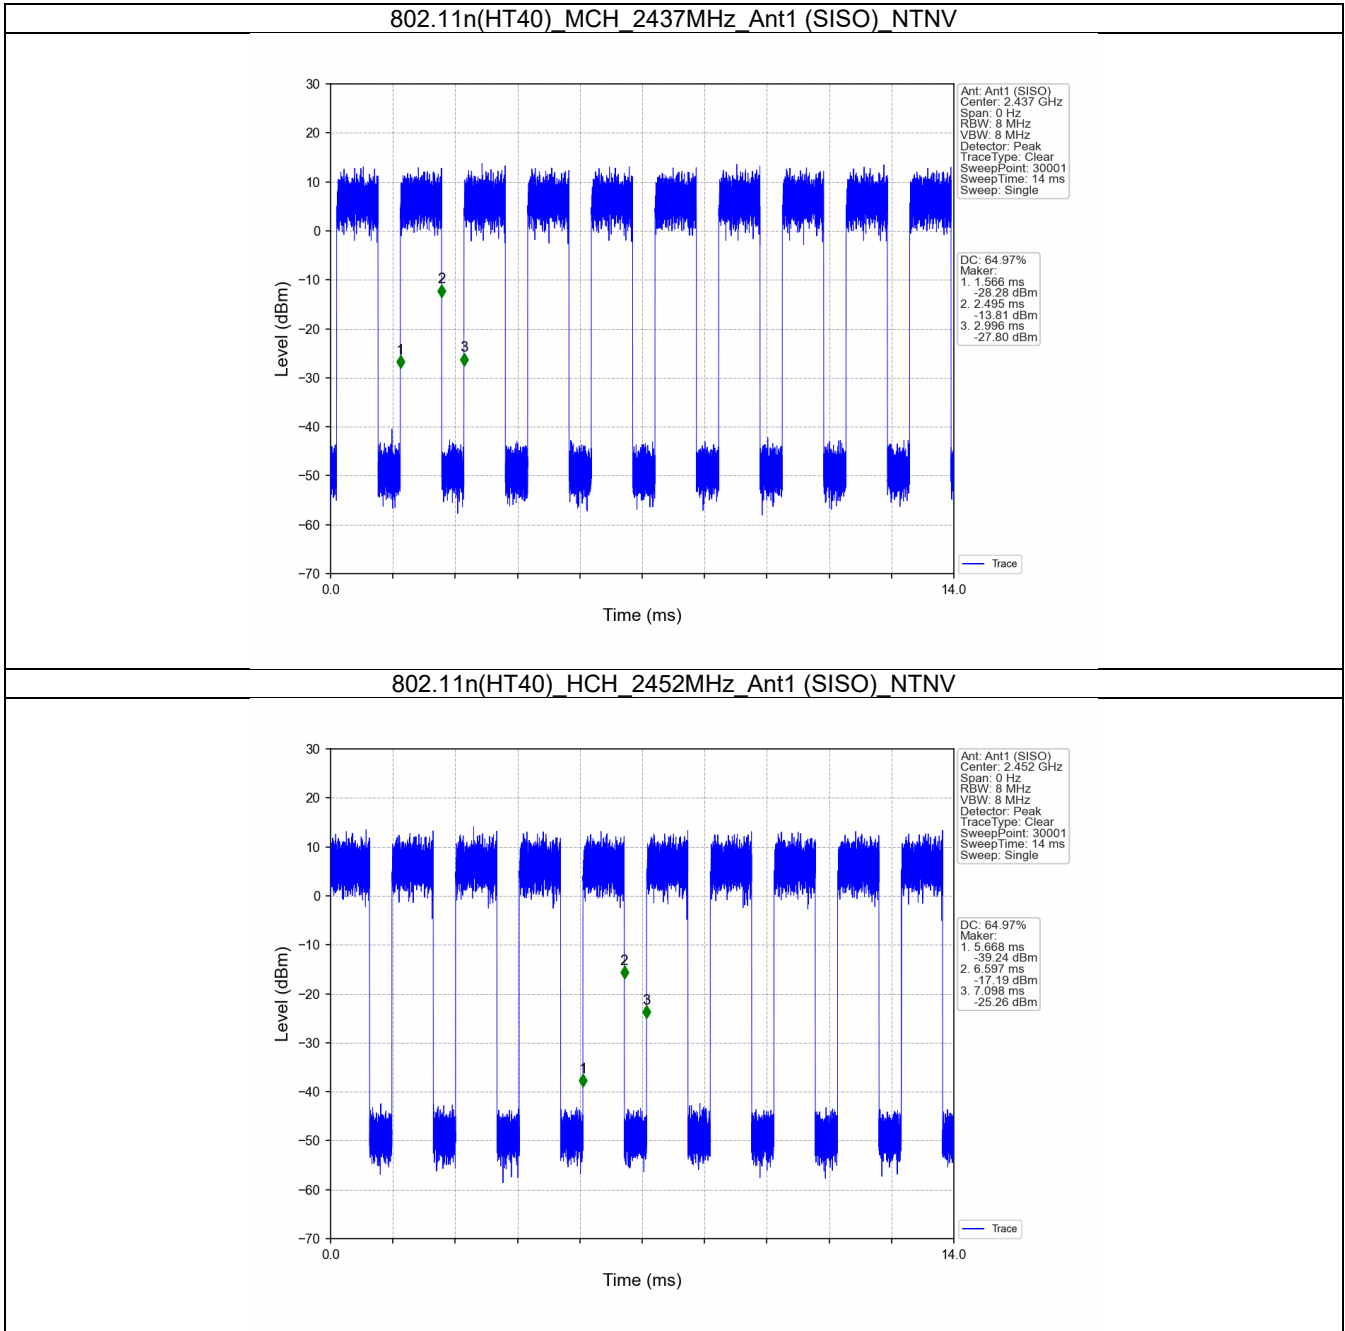 802.11n(HT40)_MCH_2437MHz_Ant1 (SISO)_NTNV
30
20
10
0
−10
−20
−30
−40
−50
−60
−70
Level (dBm)
0.0
14.0
Time (ms)
1
2
3
Ant: Ant1 (SISO)
Center: 2.437 GHz
Span: 0 Hz
RBW: 8 MHz
VBW: 8 MHz
Detector: Peak
TraceType: Clear
SweepPoint: 30001
SweepTime: 14 ms
Sweep: Single
DC: 64.97%
Maker:
1. 1.566 ms
-28.28 dBm
2. 2.495 ms
-13.81 dBm
3. 2.996 ms
-27.80 dBm
Trace
802.11n(HT40)_HCH_2452MHz_Ant1 (SISO)_NTNV
30
20
10
0
−10
−20
−30
−40
−50
−60
−70
Level (dBm)
0.0
14.0
Time (ms)
1
2
3
Ant: Ant1 (SISO)
Center: 2.452 GHz
Span: 0 Hz
RBW: 8 MHz
VBW: 8 MHz
Detector: Peak
TraceType: Clear
SweepPoint: 30001
SweepTime: 14 ms
Sweep: Single
DC: 64.97%
Maker:
1. 5.668 ms
-39.24 dBm
2. 6.597 ms
-17.19 dBm
3. 7.098 ms
-25.26 dBm
Trace